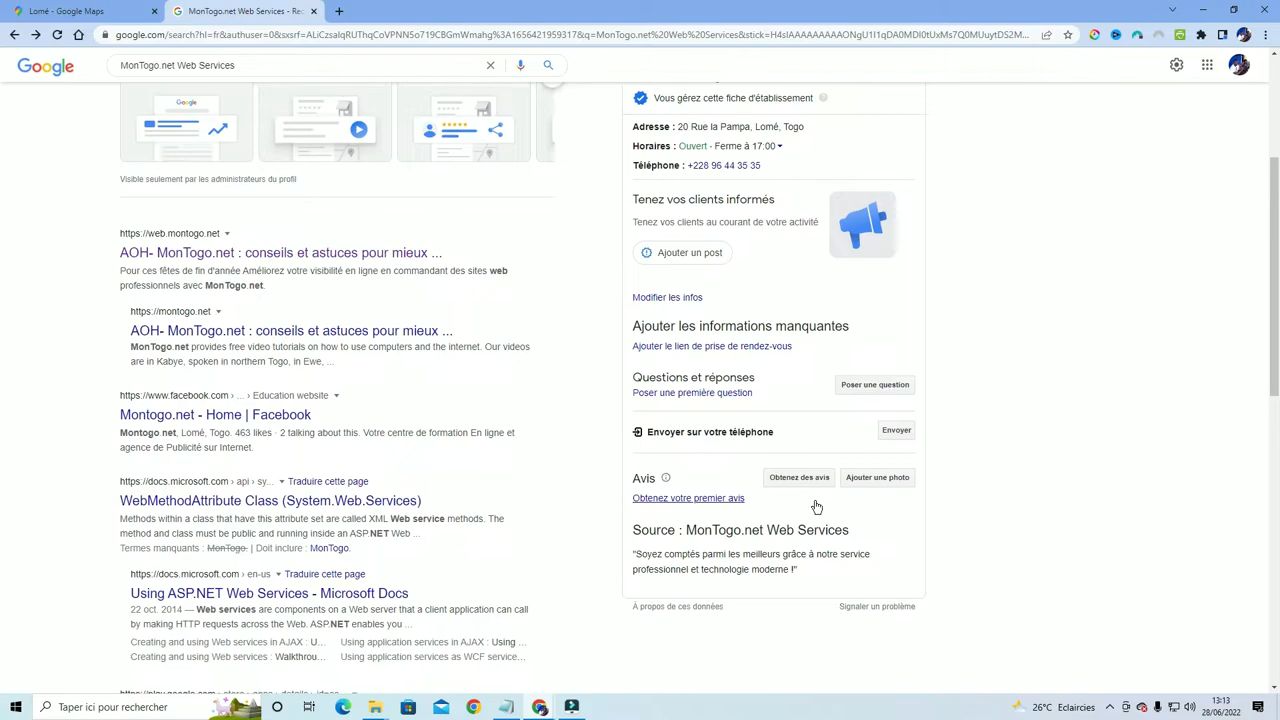 Lomé - Google Maps
MonTogo.net Web Services - Rec
google.com/search?hl=fr&authuser=0&sxsrf=ALiCzsalqRUThqCoVPNN5o719CBGmWmahg%3A1656421959317&q=MonTogo.net%20Web%20Services&stick=H4sIAAAAAAAAAONgU1I1qDA0MDI0tUxMs7Q0MUuytDS2M...
Google
MonTogo.net Web Services
Google
Visible seulement par les administrateurs du profil
https://web.montogo.net
AOH- MonTogo.net : conseils et astuces pour mieux ...
Pour ces fêtes de fin d'année Améliorez votre visibilité en ligne en commandant des sites web
professionnels avec MonTogo.net.
https://montogo.net
AOH- MonTogo.net : conseils et astuces pour mieux ...
MonTogo.net provides free video tutorials on how to use computers and the internet. Our videos
are in Kabye, spoken in northern Togo, in Ewe, ...
https://www.facebook.com › ... › Education website
Montogo.net - Home | Facebook
Montogo.net, Lomé, Togo. 463 likes · 2 talking about this. Votre centre de formation En ligne et
agence de Publicité sur Internet.
https://docs.microsoft.com › api › sy... Traduire cette page
WebMethodAttribute Class (System.Web.Services)
Methods within a class that have this attribute set are called XML Web service methods. The
method and class must be public and running inside an ASP.NET Web ...
Termes manquants : MonTogo. | Doit inclure : MonTogo.
https://docs.microsoft.com › en-us Traduire cette page
Using ASP.NET Web Services - Microsoft Docs
22 oct. 2014 — Web services are components on a Web server that a client application can call
by making HTTP requests across the Web. ASP.NET enables you ...
Creating and using Web services in AJAX : U... Using application services in AJAX : Using ...
Creating and using Web services : Walkthrou... Using application services as WCF service...
Vous gérez cette fiche d'établissement
Adresse : 20 Rue la Pampa, Lomé, Togo
Horaires : Ouvert · Ferme à 17:00
Téléphone : +228 96 44 35 35
Tenez vos clients informés
Tenez vos clients au courant de votre activité
Ajouter un post
Modifier les infos
Ajouter les informations manquantes
Ajouter le lien de prise de rendez-vous
Questions et réponses
Poser une question
Poser une première question
Envoyer sur votre téléphone
Envoyer
Avis
Obtenez des avis
Ajouter une photo
Obtenez votre premier avis
Source : MonTogo.net Web Services
"Soyez comptés parmi les meilleurs grâce à notre service
professionnel et technologie moderne !"
À propos de ces données
Signaler un problème
Taper ici pour rechercher
26°C Eclaircies
13:13
28/06/2022